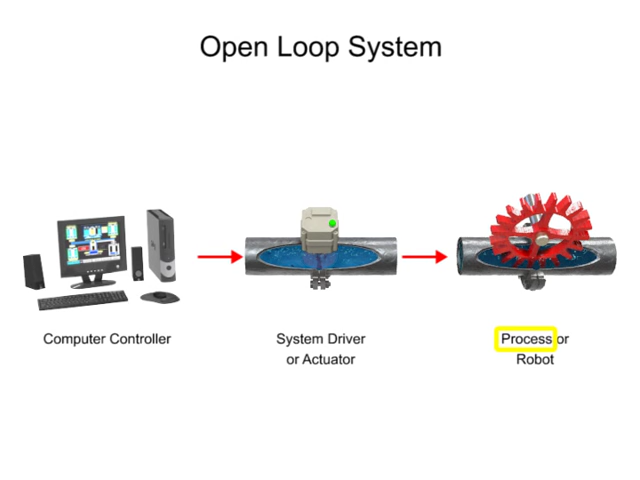 Open Loop System
Computer Controller
System Driver
or Actuator
Process or
Robot